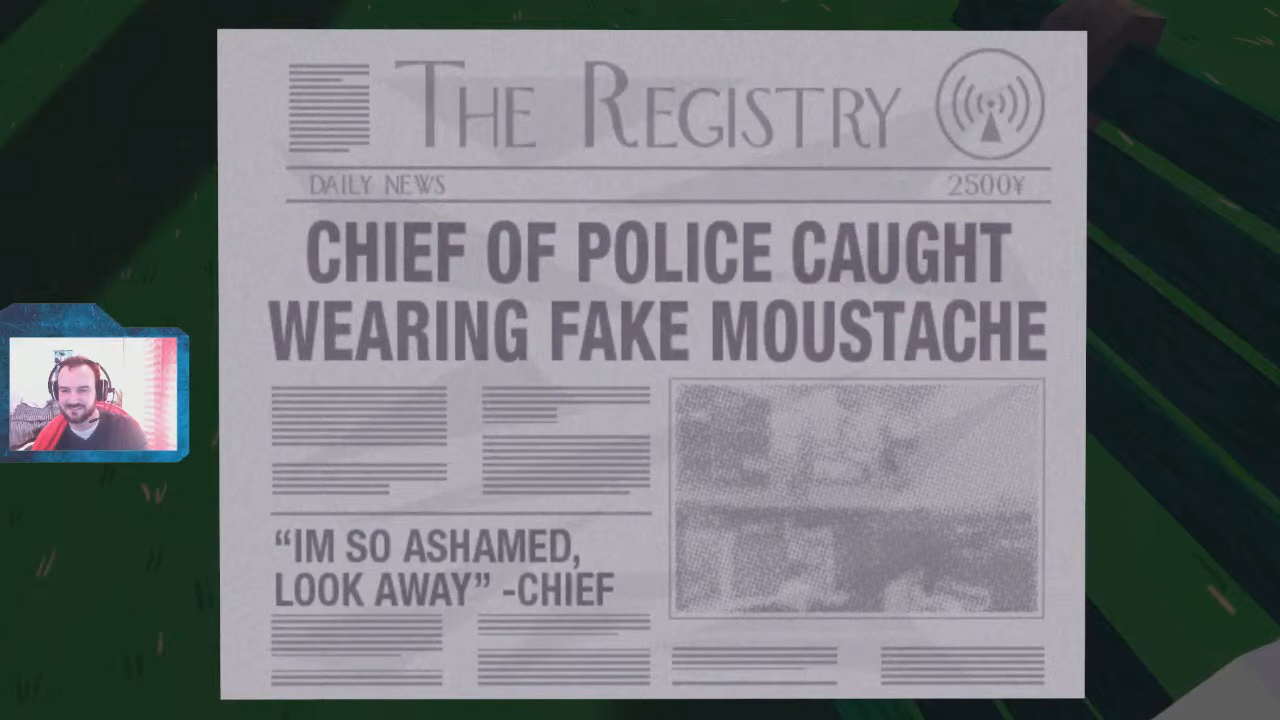 THE REGISTRY
DAILY NEWS
2500¥
CHIEF OF POLICE CAUGHT
WEARING FAKE MOUSTACHE
“IM SO ASHAMED,
LOOK AWAY” -CHIEF